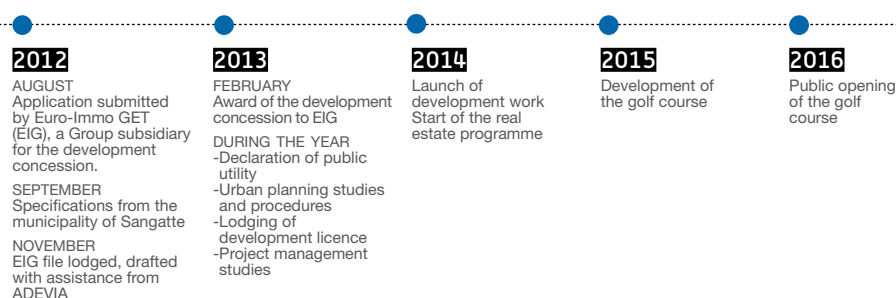 2012
AUGUST
Application submitted
by Euro-Immo GET
(EIG), a Group subsidiary
for the development
concession.
SEPTEMBER
Specifications from the
municipality of Sangatte
NOVEMBER
EIG file lodged, drafted
with assistance from
ADEVIA
2013
FEBRUARY
Award of the development
concession to EIG
DURING THE YEAR
-Declaration of public
utility
-Urban planning studies
and procedures
-Lodging of
development licence
-Project management
studies
2014
Launch of
development work
Start of the real
estate programme
2015
Development of
the golf course
2016
Public opening
of the golf
course